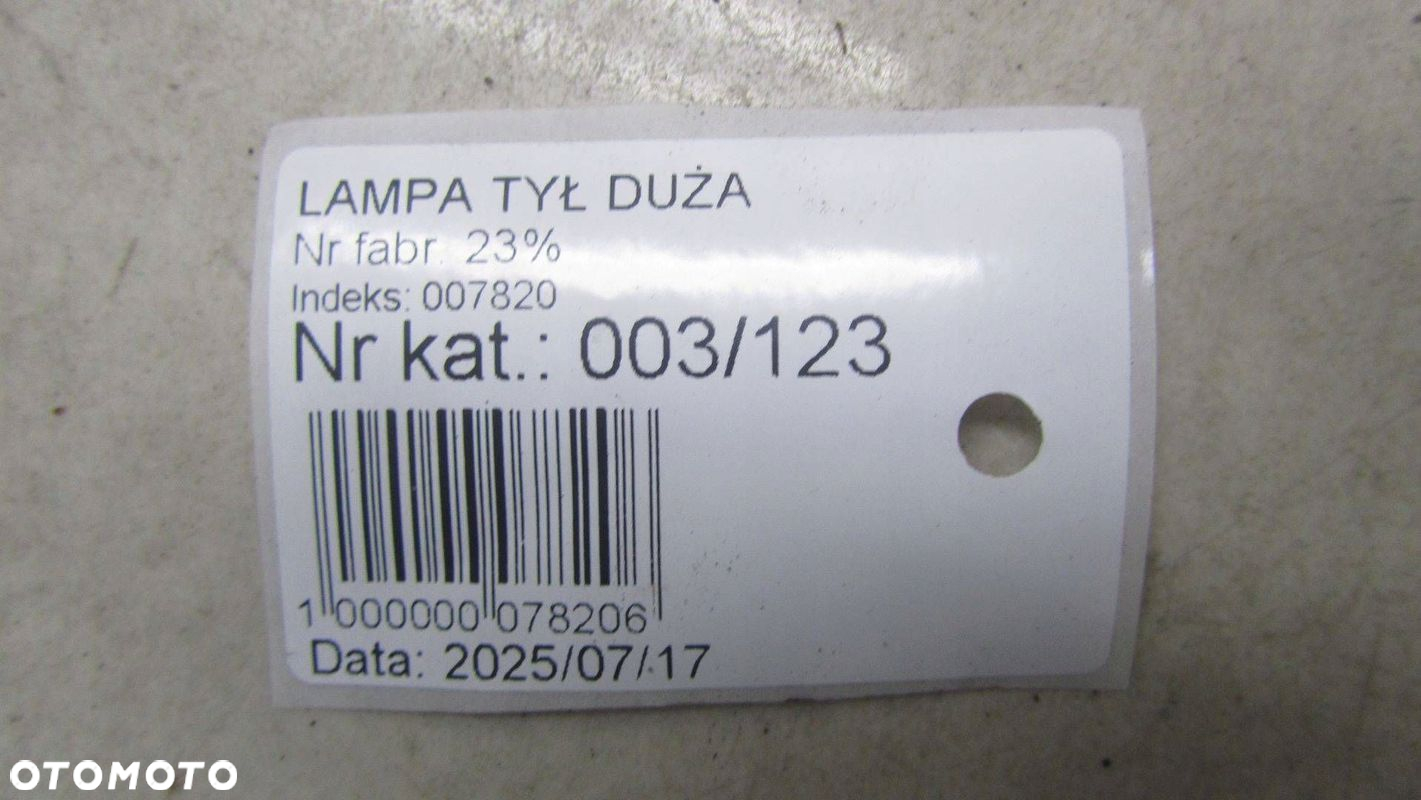 LAMPA TYŁ DUŻA
Nr fabr. 23%
Indeks: 007820
Nr kat.: 003/123
1 000000 078206
Data: 2025/07/17
OTOMOTO